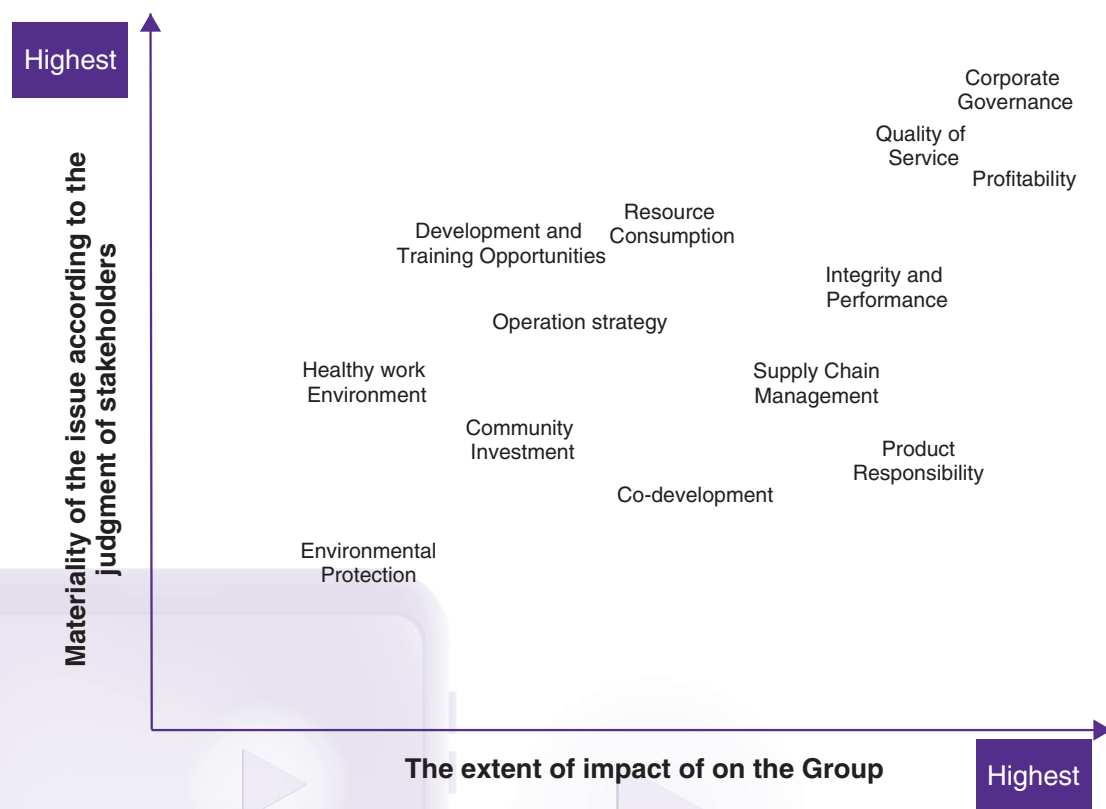 Highest
Materiality of the issue according to the
judgment of stakeholders
Corporate
Governance
Quality of
Service
Profitability
Resource
Consumption
Development and
Training Opportunities
Integrity and
Performance
Operation strategy
Healthy work
Environment
Supply Chain
Management
Community
Investment
Product
Responsibility
Co-development
Environmental
Protection
The extent of impact of on the Group
Highest